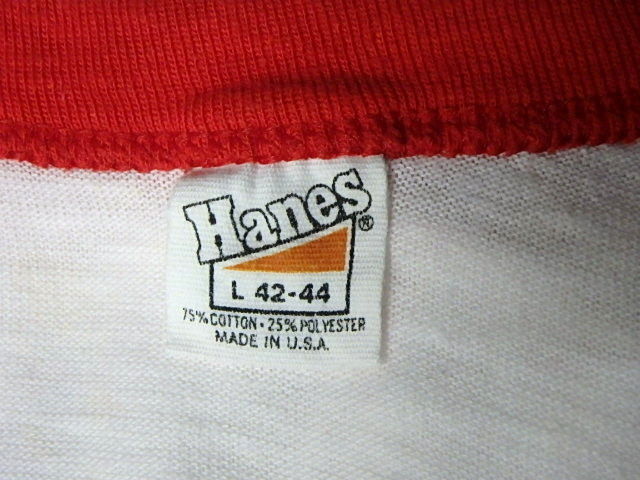 Hanes®
L 42-44
75% COTTON · 25% POLYESTER
MADE IN U.S.A.